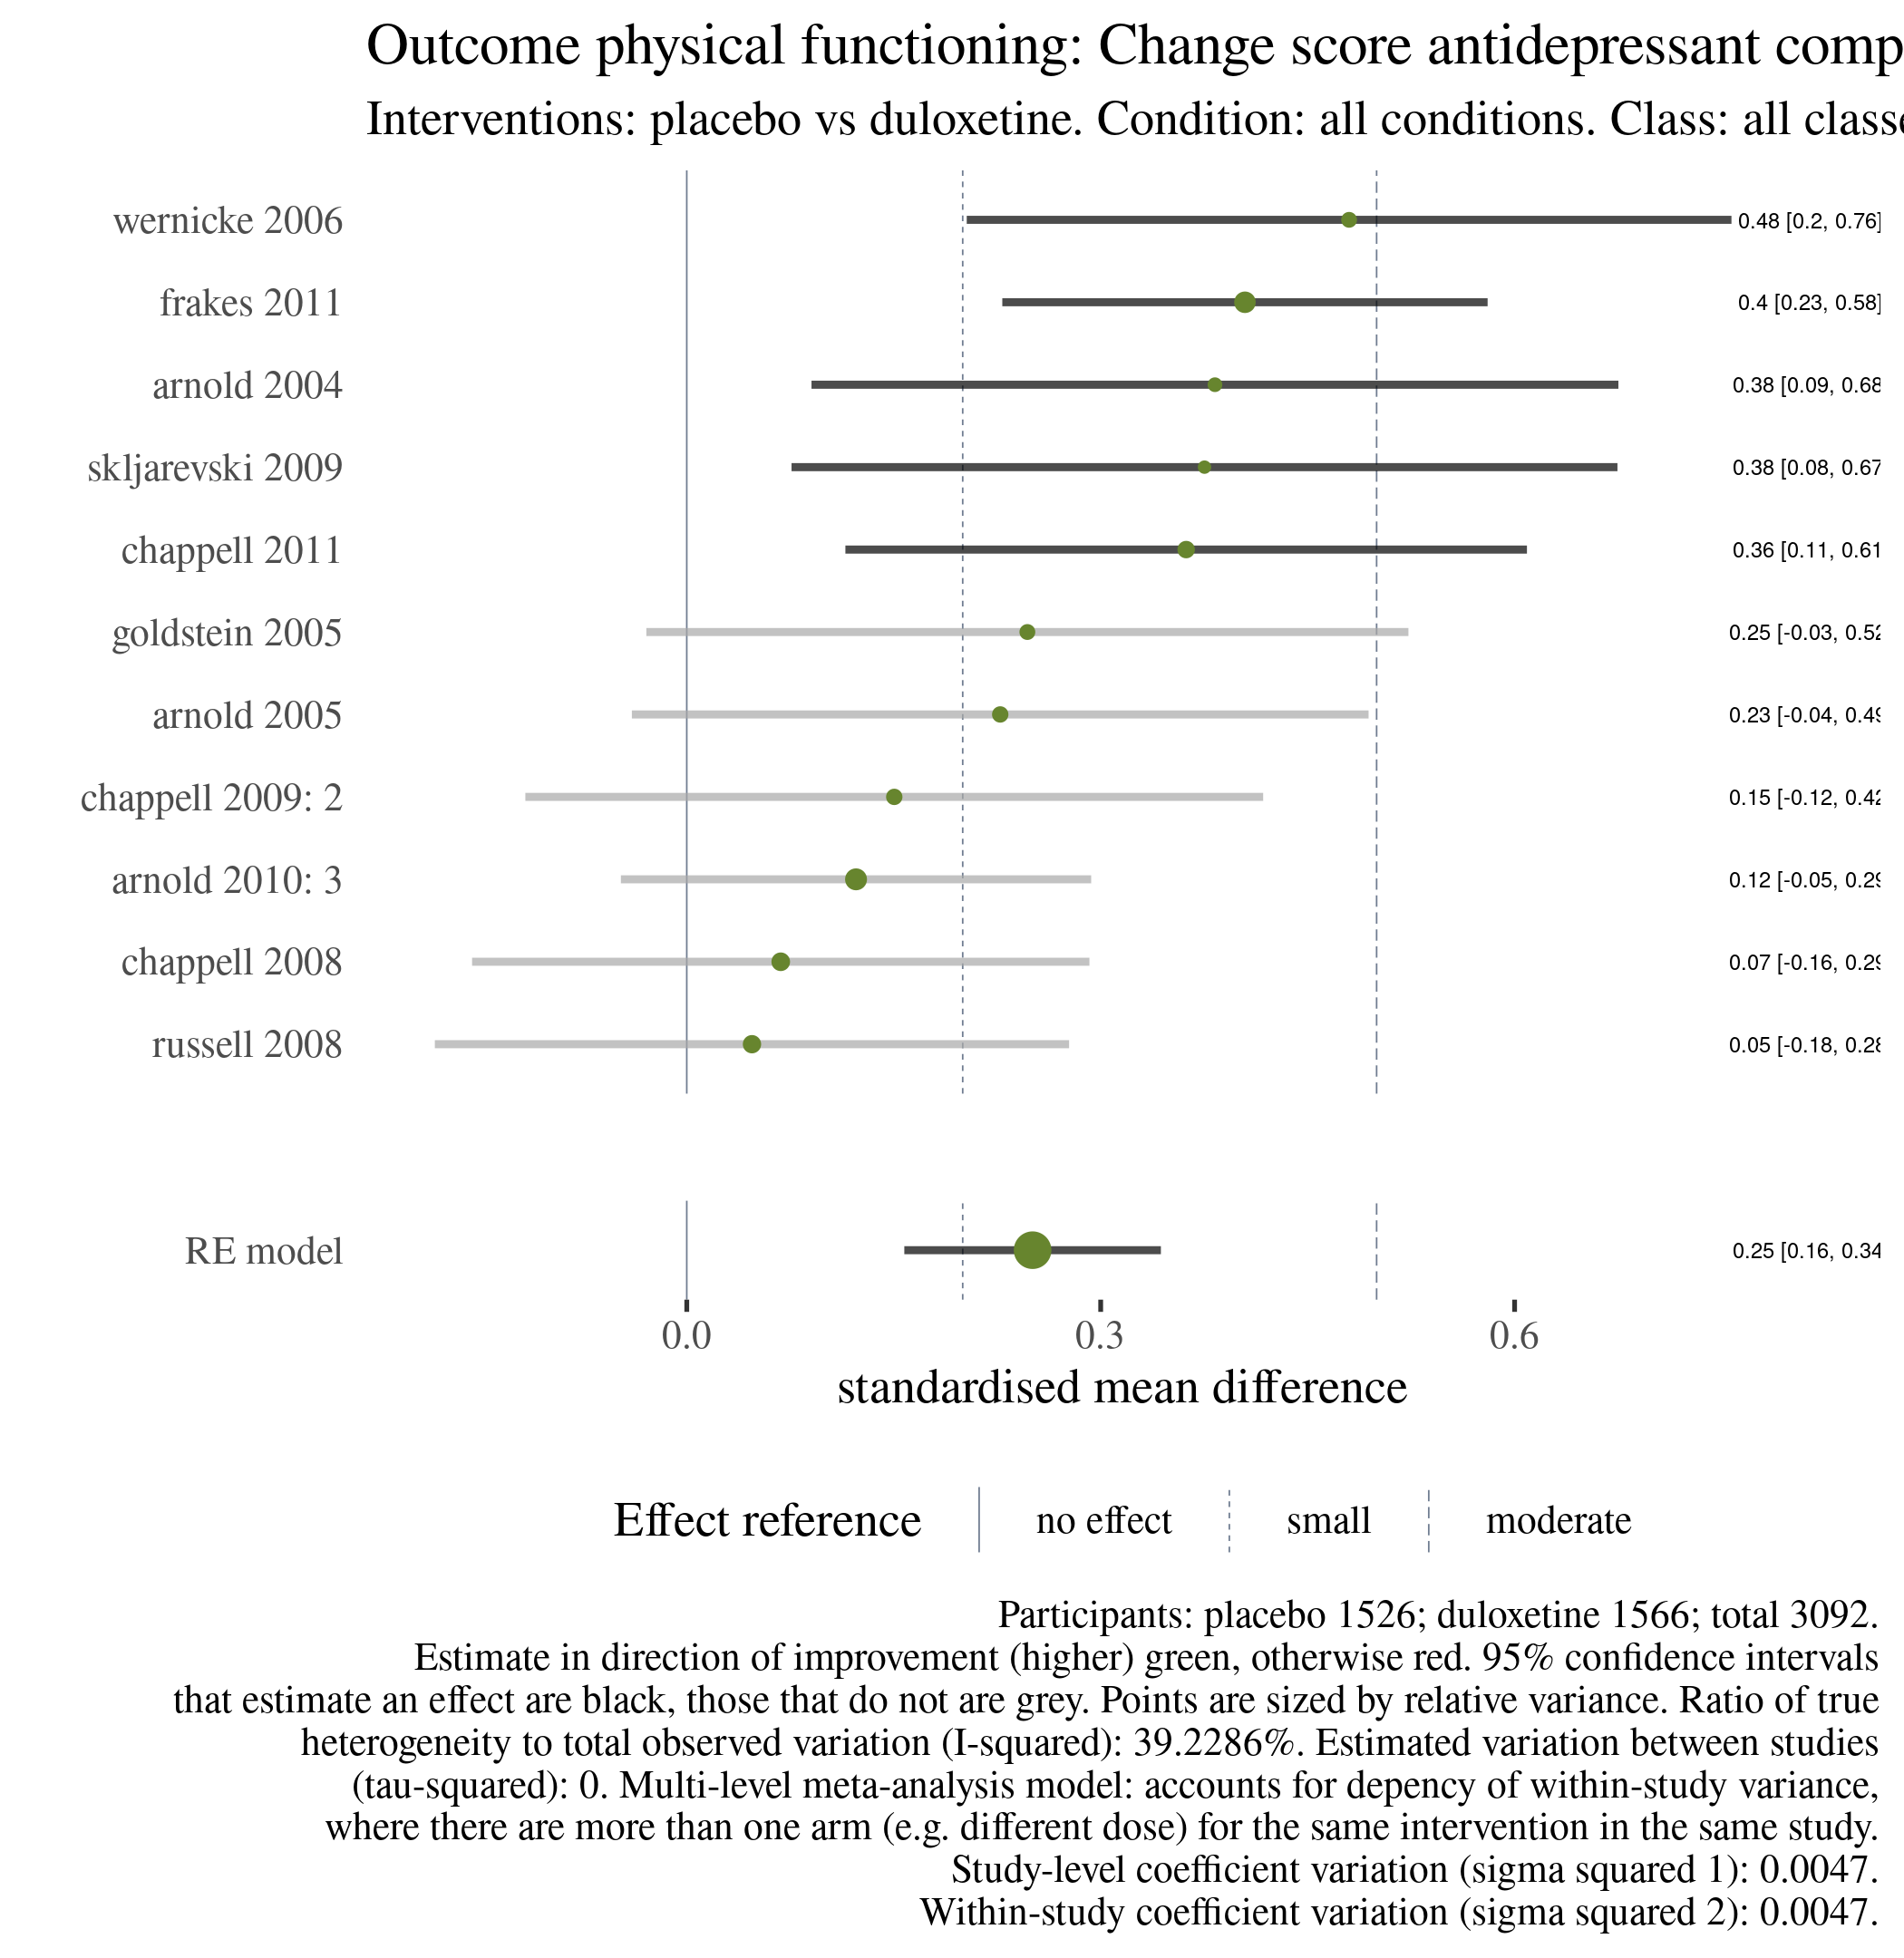 Outcome physical functioning: Change score antidepressant comp
Interventions: placebo vs duloxetine. Condition: all conditions. Class: all classe
wernicke 2006 0.48 [0.2, 0.76]
frakes 2011 0.4 [0.23, 0.58]
arnold 2004 0.38 [0.09, 0.68
skljarevski 2009 0.38 [0.08, 0.67
chappell 2011 0.36 [0.11, 0.61
goldstein 2005 0.25 [-0.03, 0.52
arnold 2005 0.23 [-0.04, 0.49
chappell 2009: 2 0.15 [-0.12, 0.42
arnold 2010: 3 0.12 [-0.05, 0.29
chappell 2008 0.07 [-0.16, 0.29
russell 2008 0.05 [-0.18, 0.28
RE model 0.25 [0.16, 0.34
0.0 0.3 0.6
standardised mean difference
Effect reference no effect small moderate
Participants: placebo 1526; duloxetine 1566; total 3092.
Estimate in direction of improvement (higher) green, otherwise red. 95% confidence intervals
that estimate an effect are black, those that do not are grey. Points are sized by relative variance. Ratio of true
heterogeneity to total observed variation (I-squared): 39.2286%. Estimated variation between studies
(tau-squared): 0. Multi-level meta-analysis model: accounts for depency of within-study variance,
where there are more than one arm (e.g. different dose) for the same intervention in the same study.
Study-level coefficient variation (sigma squared 1): 0.0047.
Within-study coefficient variation (sigma squared 2): 0.0047.